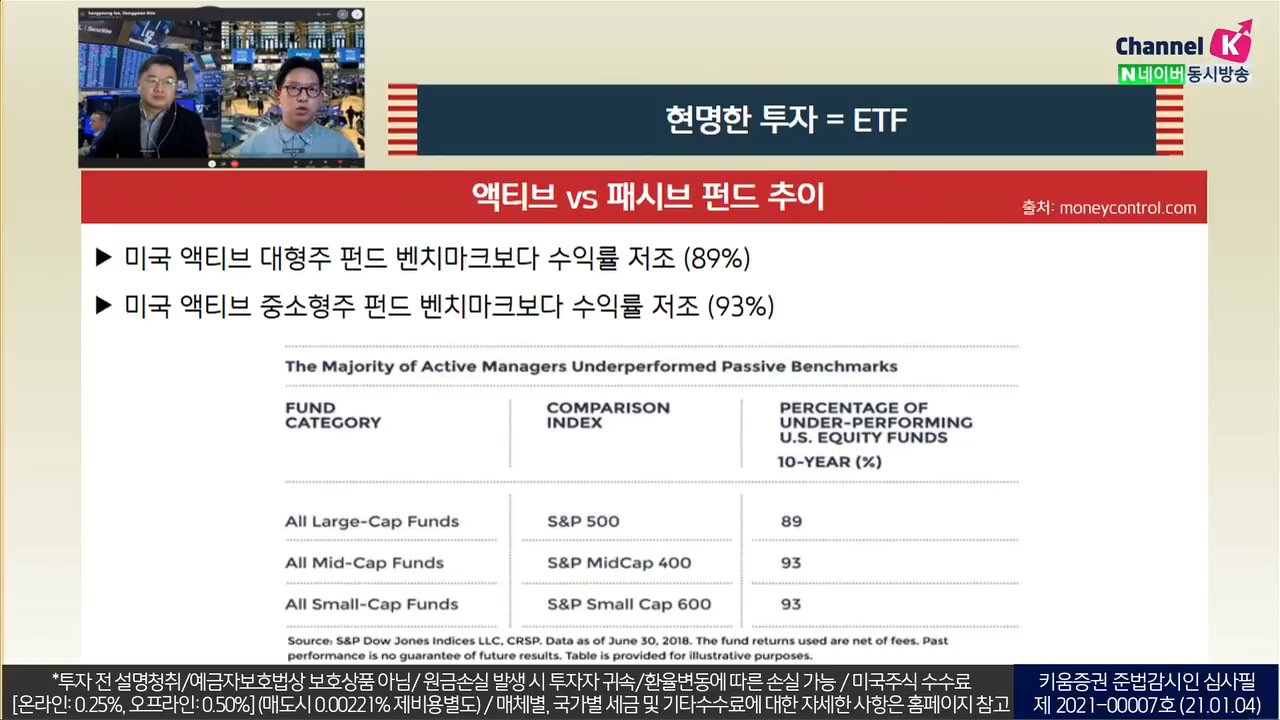 Channel K
N 네이버 동시방송
현명한 투자 = ETF
액티브 vs 패시브 펀드 추이
출처: moneycontrol.com
▶ 미국 액티브 대형주 펀드 벤치마크보다 수익률 저조 (89%)
▶ 미국 액티브 중소형주 펀드 벤치마크보다 수익률 저조 (93%)
The Majority of Active Managers Underperformed Passive Benchmarks
FUND CATEGORY
COMPARISON INDEX
PERCENTAGE OF UNDER-PERFORMING U.S. EQUITY FUNDS
10-YEAR (%)
All Large-Cap Funds S&P 500 89
All Mid-Cap Funds S&P MidCap 400 93
All Small-Cap Funds S&P Small Cap 600 93
Source: S&P Dow Jones Indices LLC, CRSP. Data as of June 30, 2018. The fund returns used are net of fees. Past
performance is no guarantee of future results. Table is provided for illustrative purposes.
*투자 전 설명청취/예금자보호법상 보호상품 아님/ 원금손실 발생 시 투자자 귀속/환율변동에 따른 손실 가능 / 미국주식 수수료
[온라인: 0.25%, 오프라인: 0.50%] (매도시 0.00221% 제비용별도) / 매체별, 국가별 세금 및 기타수수료에 대한 자세한 사항은 홈페이지 참고
키움증권 준법감시인 심사필
제 2021-00007호 (21.01.04)